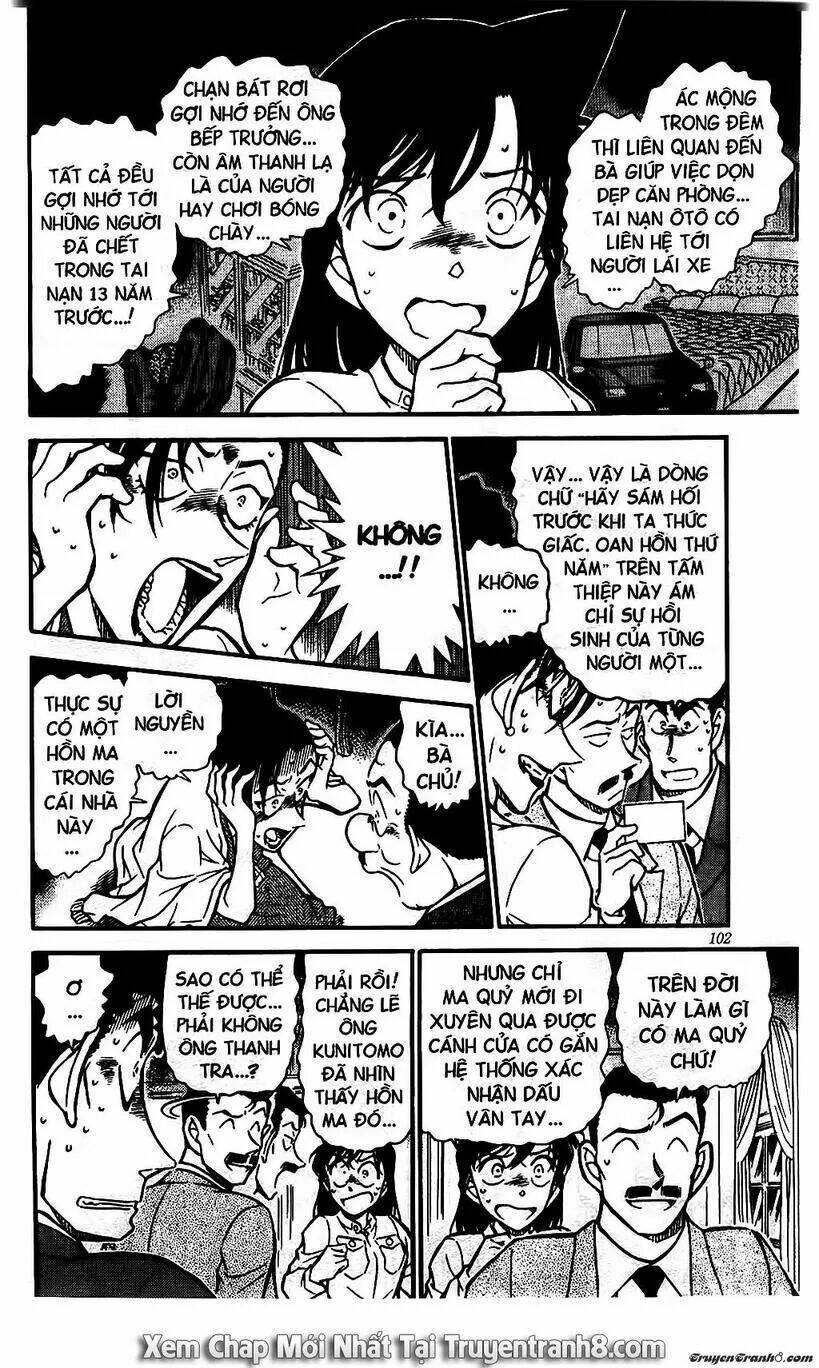 ÁC MỘNG
TRONG ĐÊM
THÌ LIÊN QUAN ĐẾN
BÀ GIÚP VIỆC DỌN
DẸP CĂN PHÒNG...
TAI NẠN ÔTÔ CÓ
LIÊN HỆ TỚI
NGƯỜI LÁI XE
...
CHẠN BÁT RƠI
GỢI NHỚ ĐẾN ÔNG
BẾP TRƯỞNG...
CÒN ÂM THANH LẠ
LÀ CỦA NGƯỜI
HAY CHƠI BÓNG
CHÀY...
TẤT CẢ ĐỀU
GỢI NHỚ TỚI
NHỮNG NGƯỜI
ĐÃ CHẾT
TRONG TAI
NẠN 13 NĂM
TRƯỚC...!
VẬY... VẬY LÀ DÒNG
CHỮ "HÃY SÁM HỐI
TRƯỚC KHI TA THỨC
GIẤC. OAN HỒN THỨ
NĂM" TRÊN TẤM
THIỆP NÀY ÁM
CHỈ SỰ HỒI
SINH CỦA TỪNG
NGƯỜI MỘT...
KHÔNG
...
KHÔNG
...!!
KÌA...
BÀ
CHỦ!
LỜI
NGUYỀN
...
THỰC SỰ
CÓ MỘT
HỒN MA
TRONG
CÁI NHÀ
NÀY
...
102
TRÊN ĐỜI
NÀY LÀM GÌ
CÓ MA QUỶ
CHỨ!
NHƯNG CHỈ
MA QUỶ MỚI ĐI
XUYÊN QUA ĐƯỢC
CÁNH CỬA CÓ GẮN
HỆ THỐNG XÁC
NHẬN DẤU
VÂN TAY...
PHẢI RỒI!
CHẲNG LẼ
ÔNG
KUNITOMO
ĐÃ NHÌN
THẤY HỒN
MA ĐÓ...
SAO CÓ THỂ
THẾ ĐƯỢC...
PHẢI KHÔNG
ÔNG THANH
TRA...?
Ơ
...
Xem Chap Mới Nhất Tại Truyentranh8.com
TruyenTranh8.com